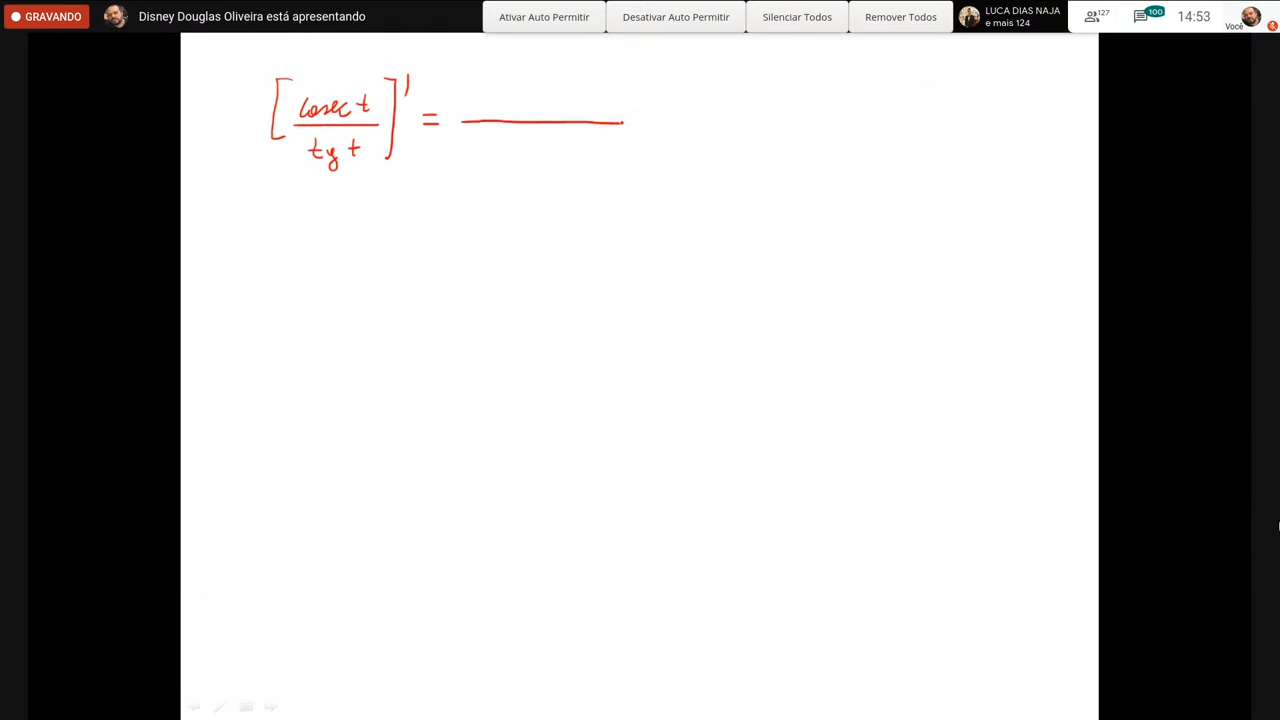 GRAVANDO Disney Douglas Oliveira está apresentando Ativar Auto Permitir Desativar Auto Permitir Silenciar Todos Remover Todos LUCA DIAS NAJA e mais 124 127 100 14:53 Você
[cosec t / tg t]' =